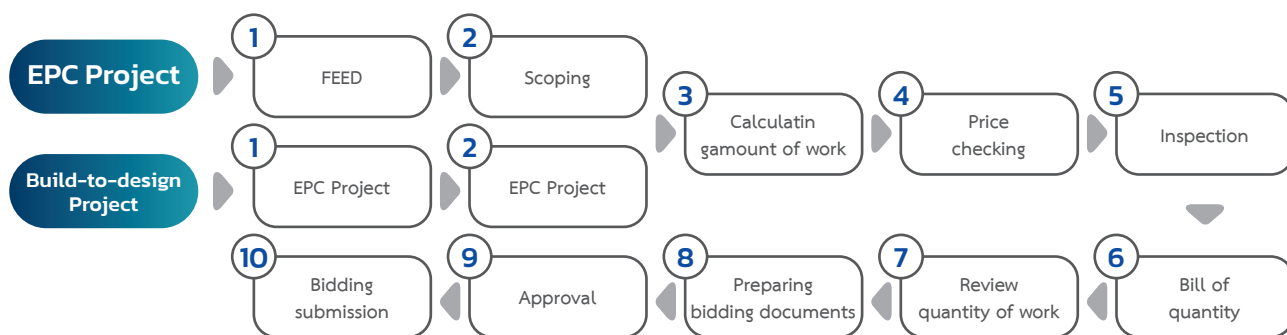 EPC Project
1
FEED
2
Scoping
3
Calculatin
gamount of work
4
Price
checking
5
Inspection
Build-to-design
Project
1
EPC Project
2
EPC Project
10
Bidding
submission
9
Approval
8
Preparing
bidding documents
7
Review
quantity of work
6
Bill of
quantity